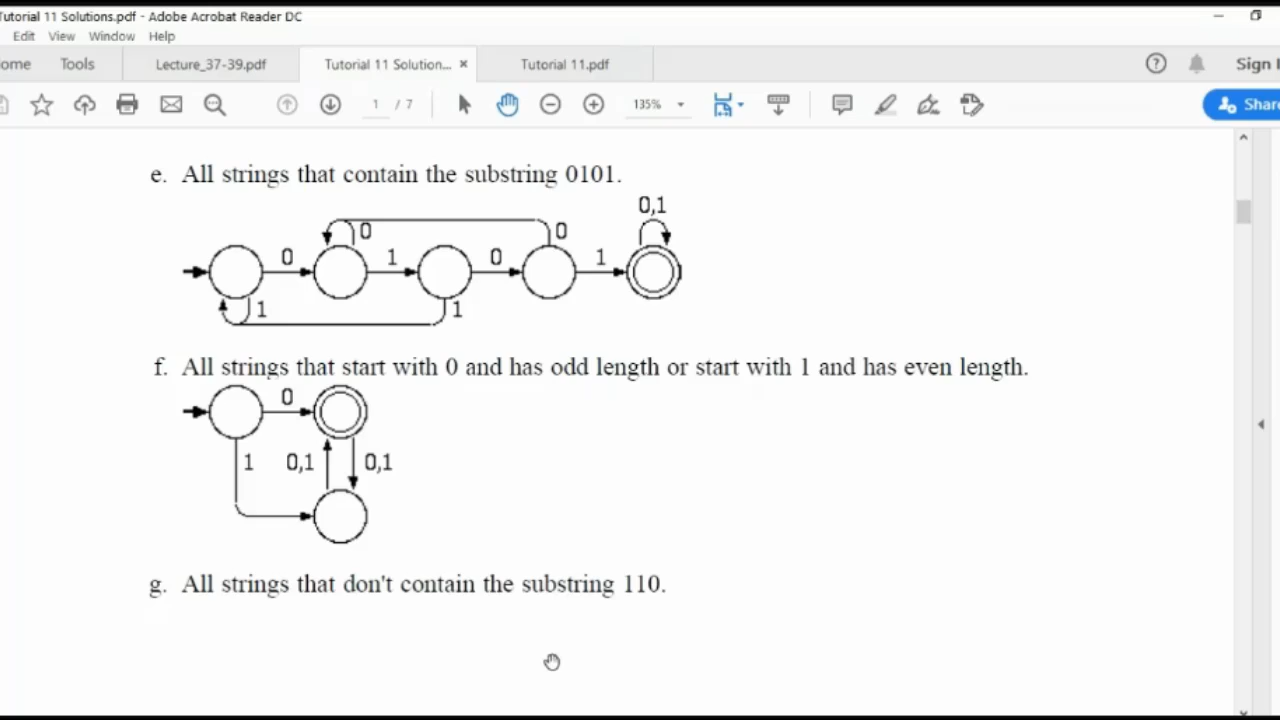 Tutorial 11 Solutions.pdf - Adobe Acrobat Reader DC
Edit View Window Help
ome Tools Lecture_37-39.pdf Tutorial 11 Solution... × Tutorial 11.pdf Sign I
1 / 7 135% Shar
e. All strings that contain the substring 0101.
0,1
0 0
0 1 0 1
1 1
f. All strings that start with 0 and has odd length or start with 1 and has even length.
0
1 0,1 0,1
g. All strings that don't contain the substring 110.